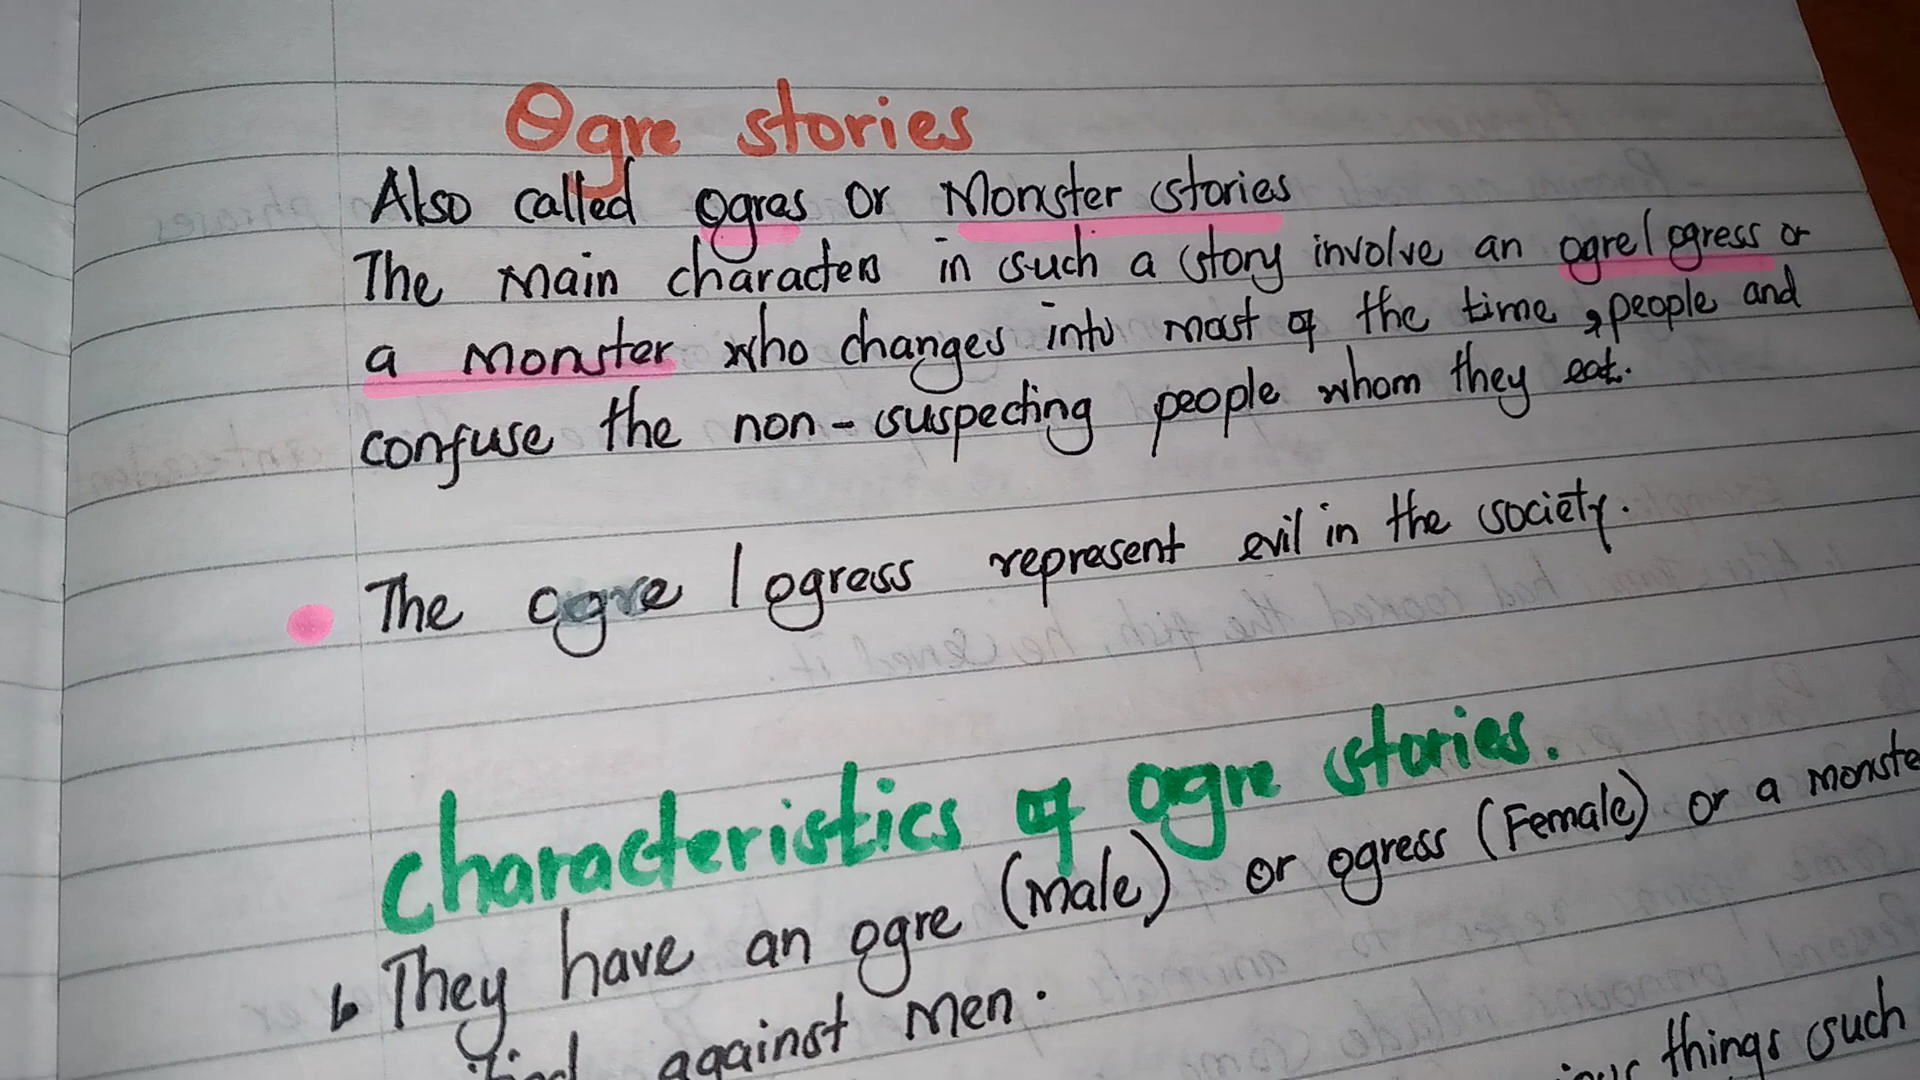 Ogre stories
Also called ogres or Monster stories
The main characters in such a story involve an ogre/ogress or
a monster who changes into most of the time, people and
confuse the non-suspecting people whom they eat.
The ogre / ogress represent evil in the society.
Characteristics of ogre stories.
They have an ogre (male) or ogress (Female) or a monste
against men.
things such